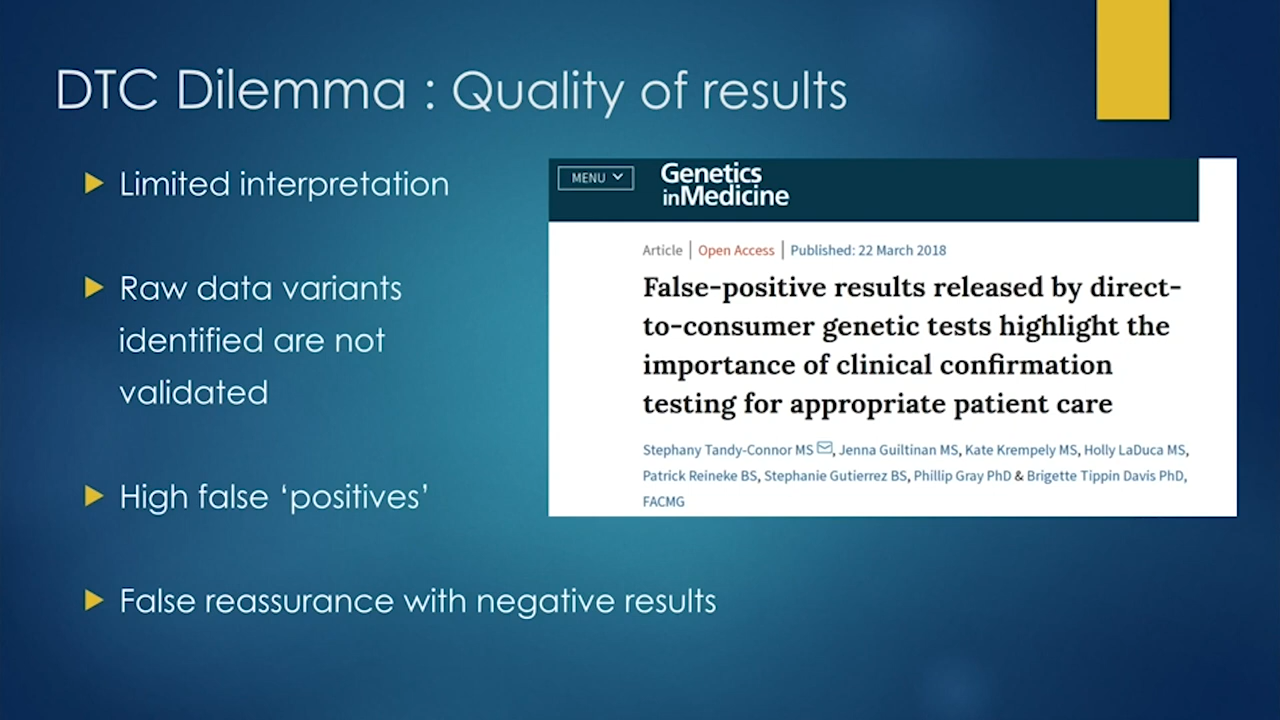 DTC Dilemma : Quality of results
Limited interpretation
Raw data variants
identified are not
validated
High false ‘positives’
False reassurance with negative results
MENU
Genetics
inMedicine
Article | Open Access | Published: 22 March 2018
False-positive results released by direct-
to-consumer genetic tests highlight the
importance of clinical confirmation
testing for appropriate patient care
Stephany Tandy-Connor MS, Jenna Guiltinan MS, Kate Krempely MS, Holly LaDuca MS,
Patrick Reineke BS, Stephanie Gutierrez BS, Phillip Gray PhD & Brigette Tippin Davis PhD,
FACMG